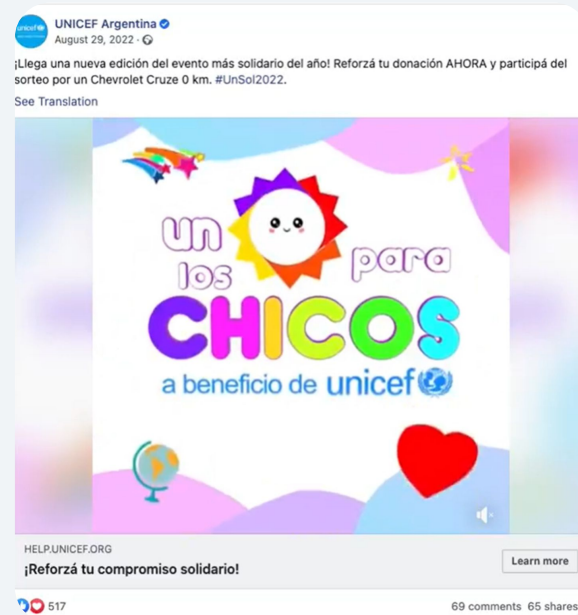 UNICEF Argentina
August 29, 2022 ·
¡Llega una nueva edición del evento más solidario del año! Reforzá tu donación AHORA y participá del
sorteo por un Chevrolet Cruze 0 km. #UnSol2022.
See Translation
un
los
para
CHICOS
a beneficio de unicef
HELP.UNICEF.ORG
¡Reforzá tu compromiso solidario!
Learn more
517
69 comments 65 shares